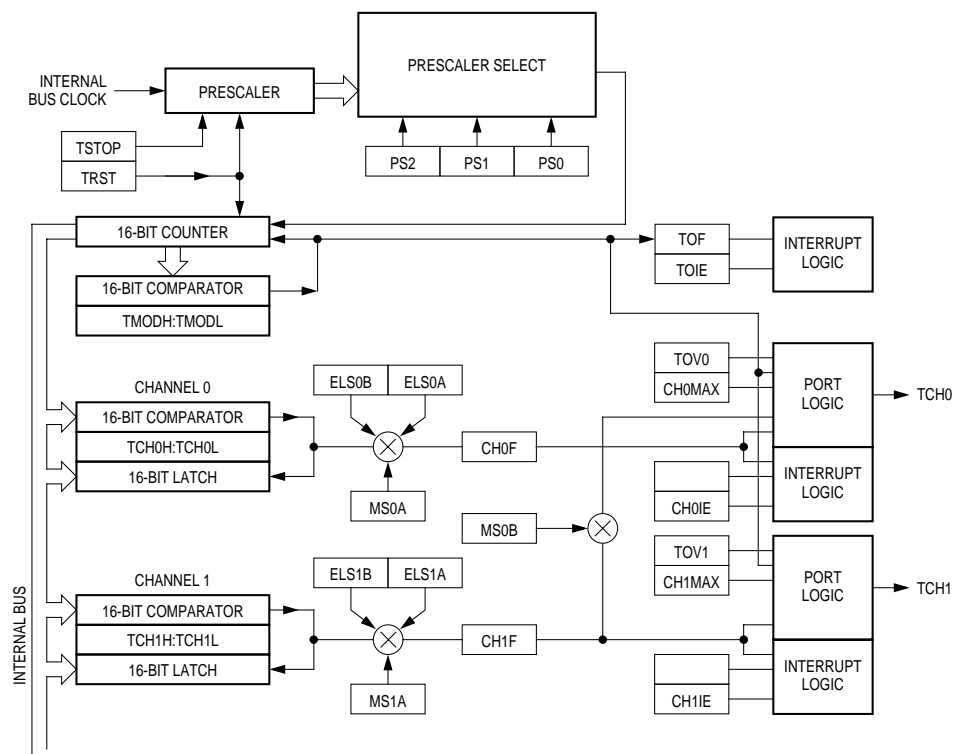 PRESCALER SELECT
INTERNAL
BUS CLOCK
PRESCALER
TSTOP
TRST
PS2
PS1
PS0
16-BIT COUNTER
TOF
TOIE
INTERRUPT
LOGIC
16-BIT COMPARATOR
TMODH:TMODL
TOV0
CH0MAX
PORT
LOGIC
TCH0
CHANNEL 0
ELS0B
ELS0A
16-BIT COMPARATOR
TCH0H:TCH0L
16-BIT LATCH
CH0F
MS0A
INTERRUPT
LOGIC
CH0IE
MS0B
TOV1
CH1MAX
PORT
LOGIC
TCH1
CHANNEL 1
ELS1B
ELS1A
16-BIT COMPARATOR
TCH1H:TCH1L
16-BIT LATCH
CH1F
MS1A
INTERRUPT
LOGIC
CH1IE
INTERNAL BUS